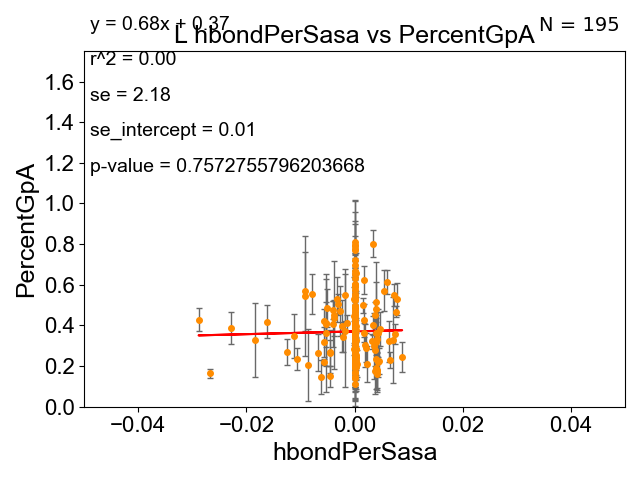 y = 0.68x + 0.37
N = 195
L hbondPerSasa vs PercentGpA
r^2 = 0.00
se = 2.18
se_intercept = 0.01
p-value = 0.7572755796203668
PercentGpA
1.6
1.4
1.2
1.0
0.8
0.6
0.4
0.2
0.0
−0.04 −0.02 0.00 0.02 0.04
hbondPerSasa